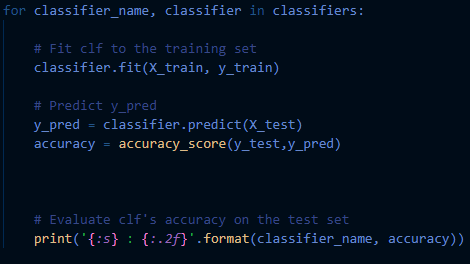 for classifier_name, classifier in classifiers:
# Fit clf to the training set
classifier.fit(X_train, y_train)
# Predict y_pred
y_pred = classifier.predict(X_test)
accuracy = accuracy_score(y_test,y_pred)
# Evaluate clf's accuracy on the test set
print('{:s} : {:.2f}'.format(classifier_name, accuracy))